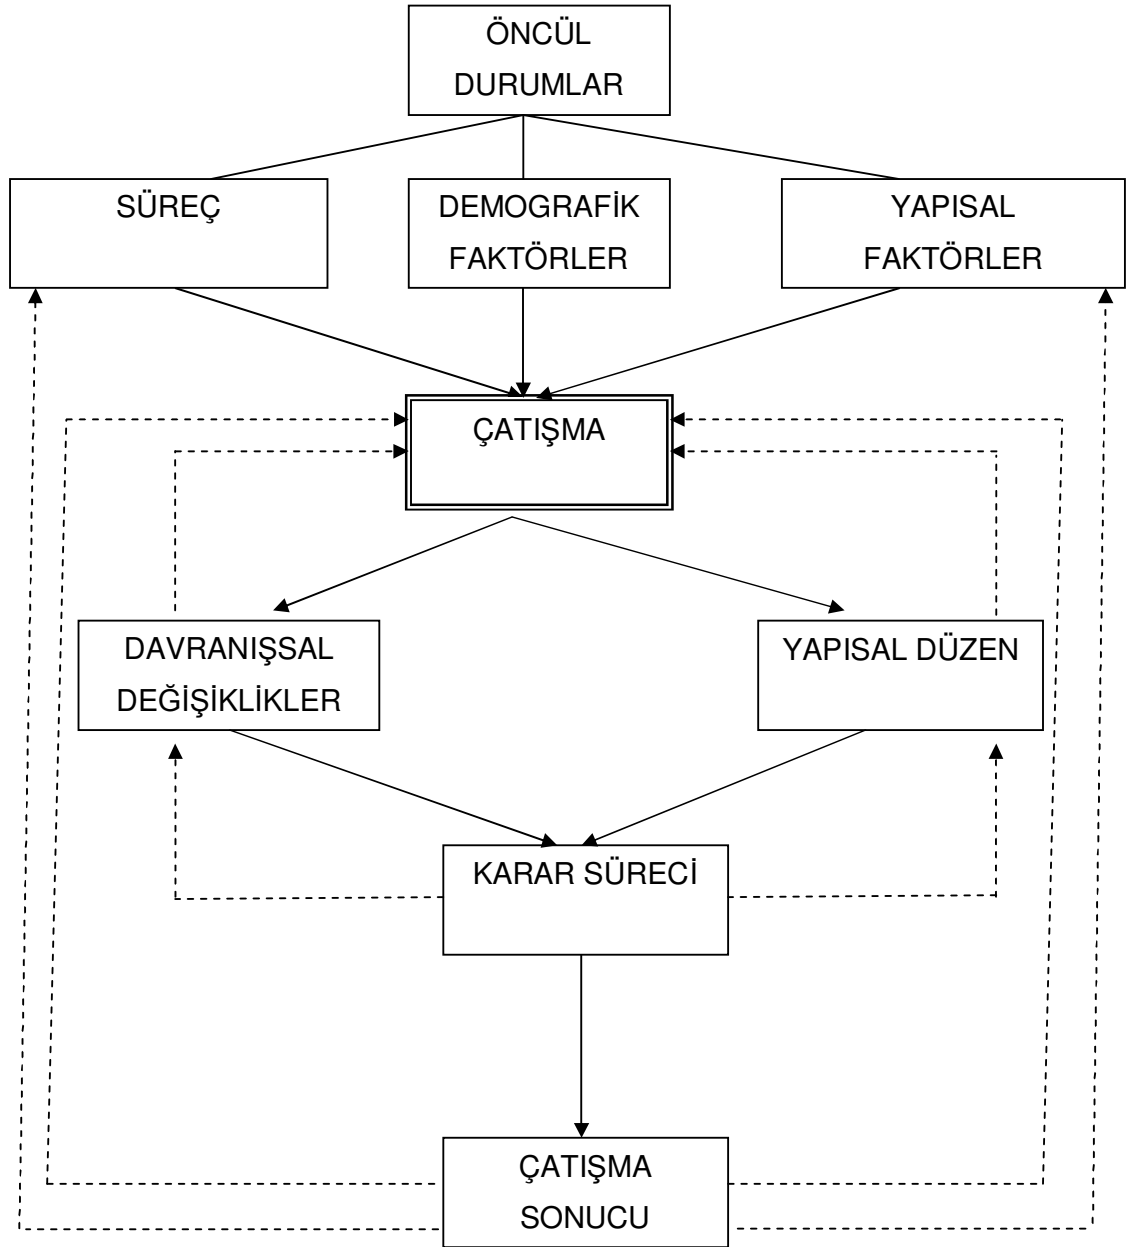 ÖNCÜL
DURUMLAR
SÜREÇ
DEMOGRAFİK
FAKTÖRLER
YAPISAL
FAKTÖRLER
ÇATIŞMA
DAVRANIŞSAL
DEĞİŞİKLİKLER
YAPISAL DÜZEN
KARAR SÜRECİ
ÇATIŞMA
SONUCU